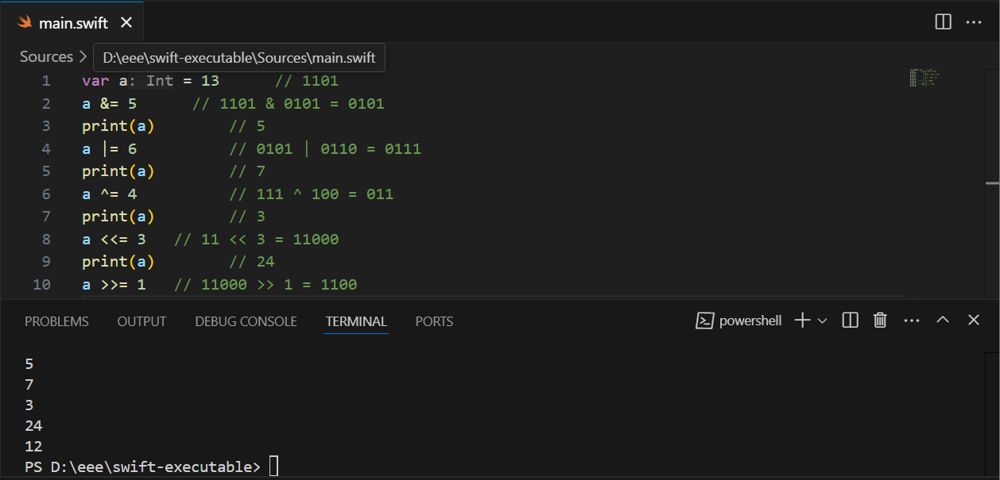 main.swift
Sources > D:\eee\swift-executable\Sources\main.swift
1 var a: Int = 13      // 1101
2 a &= 5      // 1101 & 0101 = 0101
3 print(a)        // 5
4 a |= 6          // 0101 | 0110 = 0111
5 print(a)        // 7
6 a ^= 4          // 111 ^ 100 = 011
7 print(a)        // 3
8 a <<= 3   // 11 << 3 = 11000
9 print(a)        // 24
10 a >>= 1   // 11000 >> 1 = 1100
PROBLEMS OUTPUT DEBUG CONSOLE TERMINAL PORTS powershell
5
7
3
24
12
PS D:\eee\swift-executable>